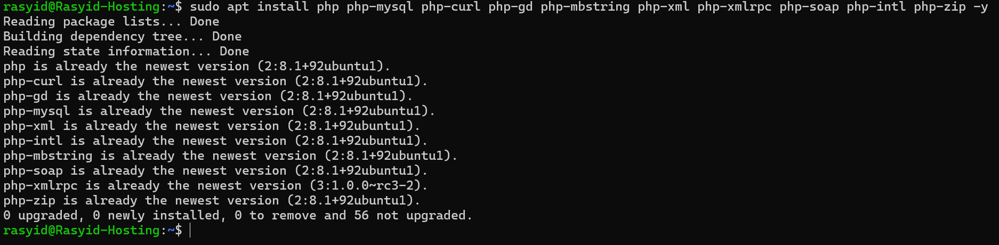 rasyid@Rasyid-Hosting:~$ sudo apt install php php-mysql php-curl php-gd php-mbstring php-xml php-xmlrpc php-soap php-intl php-zip -y
Reading package lists... Done
Building dependency tree... Done
Reading state information... Done
php is already the newest version (2:8.1+92ubuntu1).
php-curl is already the newest version (2:8.1+92ubuntu1).
php-gd is already the newest version (2:8.1+92ubuntu1).
php-mysql is already the newest version (2:8.1+92ubuntu1).
php-xml is already the newest version (2:8.1+92ubuntu1).
php-intl is already the newest version (2:8.1+92ubuntu1).
php-mbstring is already the newest version (2:8.1+92ubuntu1).
php-soap is already the newest version (2:8.1+92ubuntu1).
php-xmlrpc is already the newest version (3:1.0.0~rc3-2).
php-zip is already the newest version (2:8.1+92ubuntu1).
0 upgraded, 0 newly installed, 0 to remove and 56 not upgraded.
rasyid@Rasyid-Hosting:~$